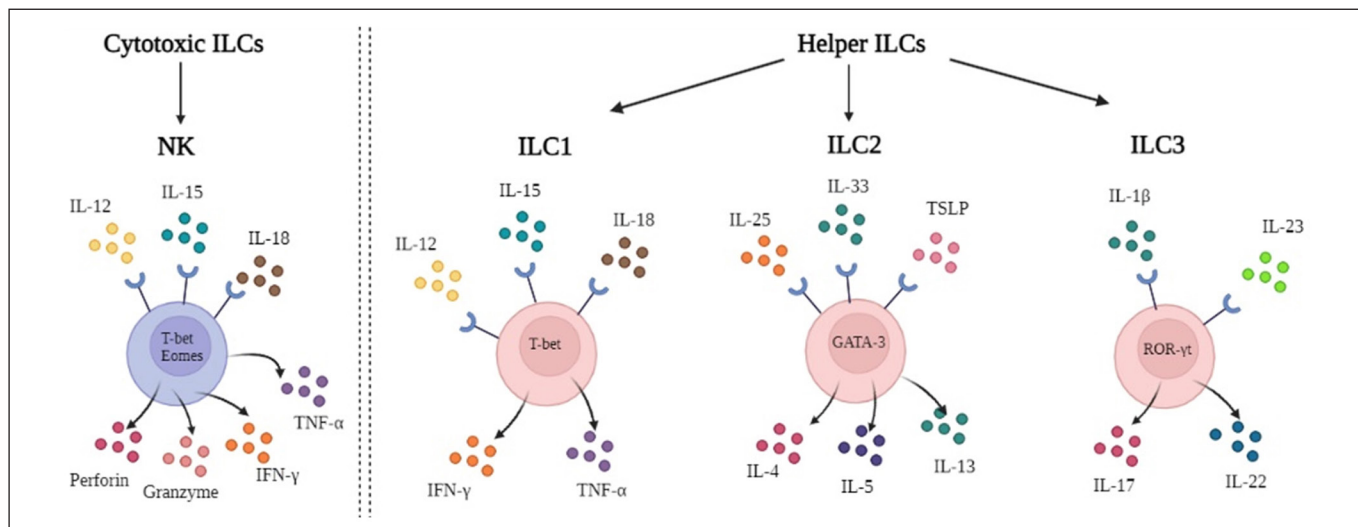 Cytotoxic ILCs
Helper ILCs
NK
ILC1
ILC2
ILC3
IL-12
IL-15
IL-18
T-bet
Eomes
TNF-α
Perforin
Granzyme
IFN-γ
IL-12
IL-15
IL-18
T-bet
IFN-γ
TNF-α
IL-25
IL-33
TSLP
GATA-3
IL-4
IL-5
IL-13
IL-1β
IL-23
ROR-γt
IL-17
IL-22